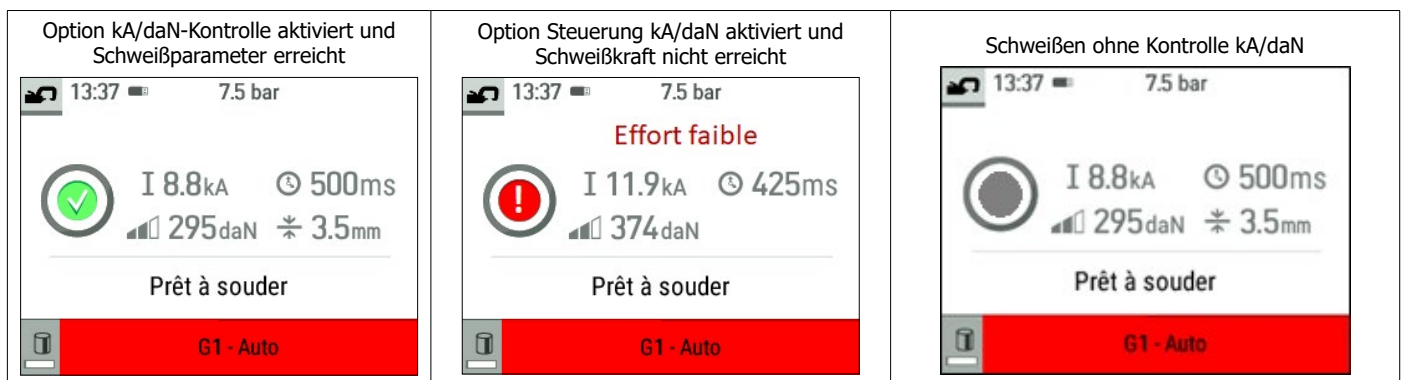 Option kA/daN-Kontrolle aktiviert und
Schweißparameter erreicht
13:37 7.5 bar
I 8.8kA 500ms
295daN 3.5mm
Prêt à souder
G1 - Auto
Option Steuerung kA/daN aktiviert und
Schweißkraft nicht erreicht
13:37 7.5 bar
Effort faible
I 11.9kA 425ms
374daN
Prêt à souder
G1 - Auto
Schweißen ohne Kontrolle kA/daN
13:37 7.5 bar
I 8.8kA 500ms
295daN 3.5mm
Prêt à souder
G1 - Auto